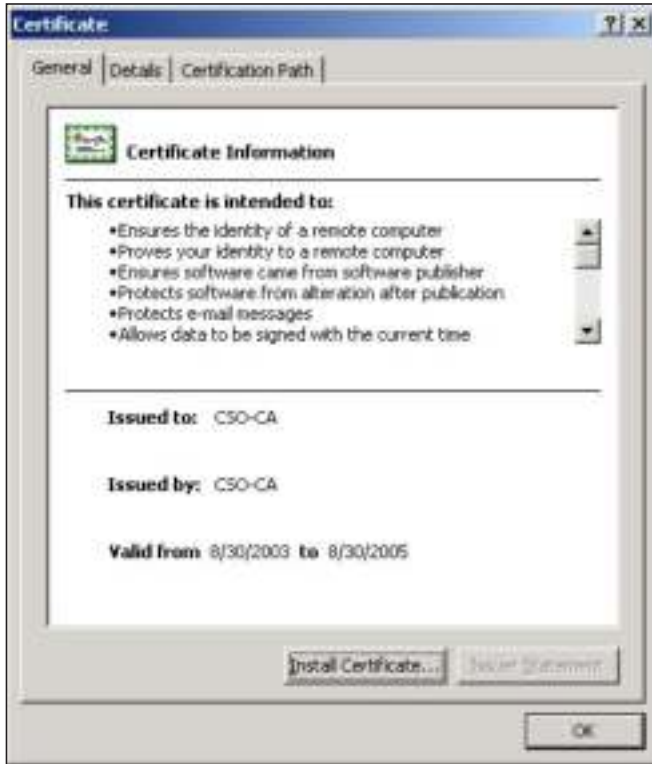 Certificate
General Details Certification Path
Certificate Information
This certificate is intended to:
•Ensures the identity of a remote computer
•Proves your identity to a remote computer
•Ensures software came from software publisher
•Protects software from alteration after publication
•Protects e-mail messages
•Allows data to be signed with the current time
Issued to: CSO-CA
Issued by: CSO-CA
Valid from 8/30/2003 to 8/30/2005
Install Certificate... Issuer Statement
OK